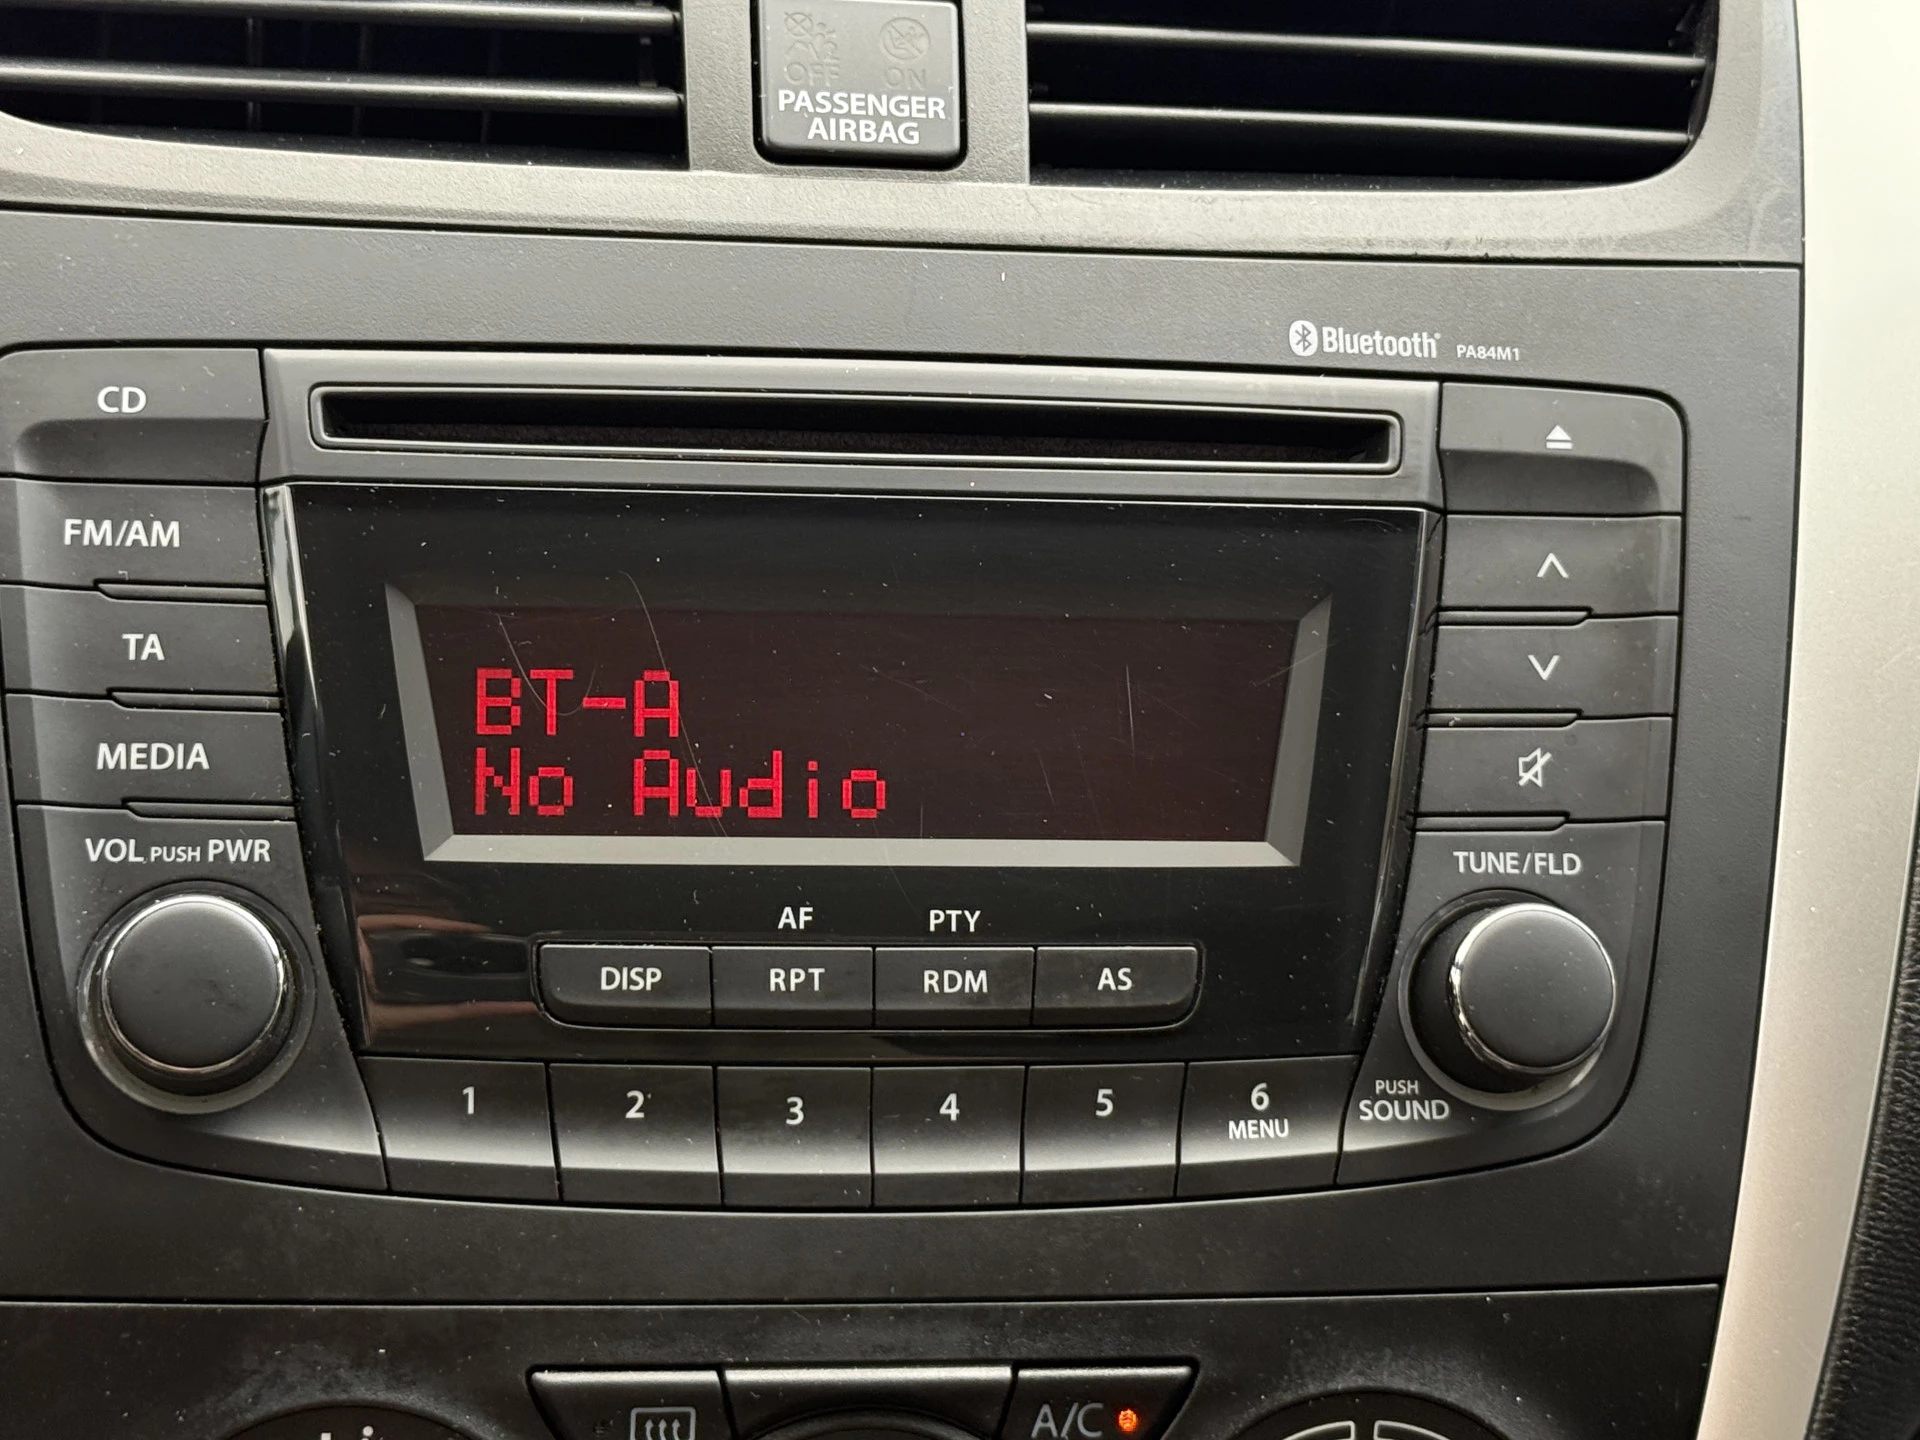 OFF ON
PASSENGER
AIRBAG
Bluetooth PA84M1
CD
FM/AM
TA
MEDIA
VOL PUSH PWR
BT-A
No Audio
TUNE/FLD
AF PTY
DISP RPT RDM AS
1 2 3 4 5 6
MENU
PUSH
SOUND
A/C